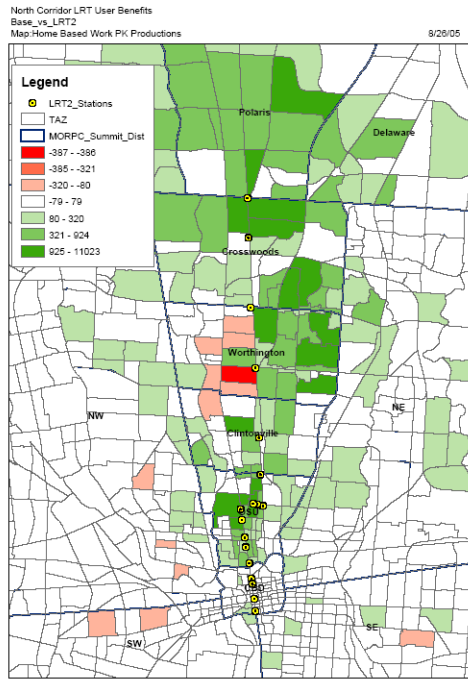 North Corridor LRT User Benefits
Base_vs_LRT2
Map:Home Based Work PK Productions
8/26/05
Legend
LRT2_Stations
TAZ
MORPC_Summit_Dist
-387 - -386
-385 - -321
-320 - -80
-79 - 79
80 - 320
321 - 924
925 - 11023
Polaris
Delaware
Crosswoods
Worthington
NW
NE
Clintonville
OSU
SW
SE